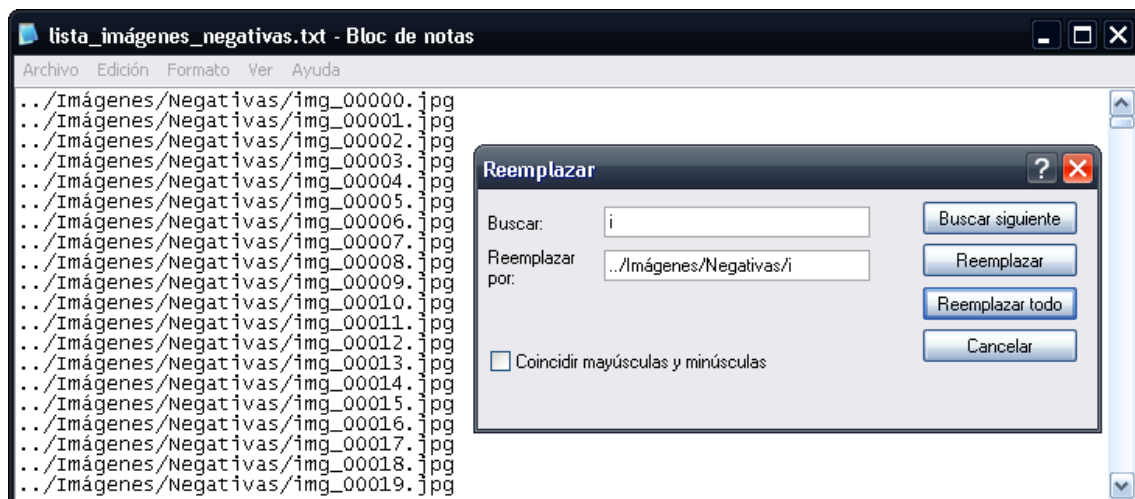 lista_imágenes_negativas.txt - Bloc de notas
Archivo Edición Formato Ver Ayuda
../Imágenes/Negativas/img_00000.jpg
../Imágenes/Negativas/img_00001.jpg
../Imágenes/Negativas/img_00002.jpg
../Imágenes/Negativas/img_00003.jpg
../Imágenes/Negativas/img_00004.jpg
../Imágenes/Negativas/img_00005.jpg
../Imágenes/Negativas/img_00006.jpg
../Imágenes/Negativas/img_00007.jpg
../Imágenes/Negativas/img_00008.jpg
../Imágenes/Negativas/img_00009.jpg
../Imágenes/Negativas/img_00010.jpg
../Imágenes/Negativas/img_00011.jpg
../Imágenes/Negativas/img_00012.jpg
../Imágenes/Negativas/img_00013.jpg
../Imágenes/Negativas/img_00014.jpg
../Imágenes/Negativas/img_00015.jpg
../Imágenes/Negativas/img_00016.jpg
../Imágenes/Negativas/img_00017.jpg
../Imágenes/Negativas/img_00018.jpg
../Imágenes/Negativas/img_00019.jpg
Reemplazar
Buscar: i
Buscar siguiente
Reemplazar
por:
../Imágenes/Negativas/i
Reemplazar
Reemplazar todo
Cancelar
Coincidir mayúsculas y minúsculas